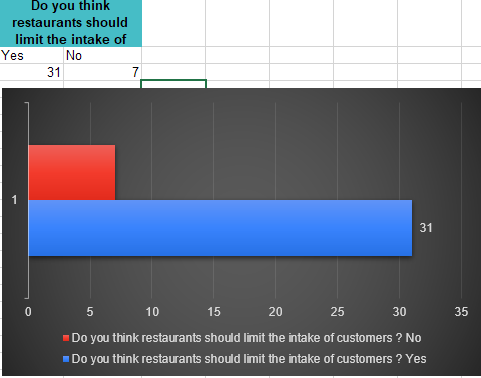 Do you think
restaurants should
limit the intake of
Yes No
31 7
1
31
0 5 10 15 20 25 30 35
Do you think restaurants should limit the intake of customers ? No
Do you think restaurants should limit the intake of customers ? Yes